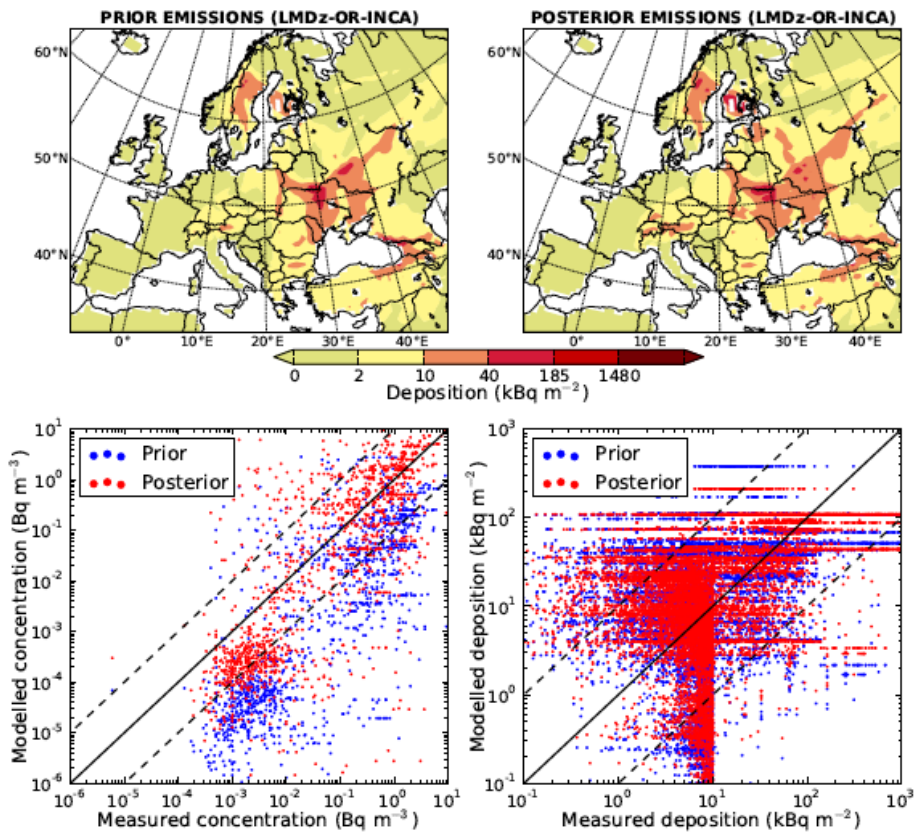 PRIOR EMISSIONS (LMDz-OR-INCA)
POSTERIOR EMISSIONS (LMDz-OR-INCA)
60°N
50°N
40°N
0°
10°E
20°E
30°E
40°E
60°N
50°N
40°N
0°
10°E
20°E
30°E
40°E
0 2 10 40 185 1480
Deposition (kBq m⁻²)
Prior
Posterior
Modelled concentration (Bq m⁻³)
10¹
10⁰
10⁻¹
10⁻²
10⁻³
10⁻⁴
10⁻⁵
10⁻⁶
10⁻⁶ 10⁻⁵ 10⁻⁴ 10⁻³ 10⁻² 10⁻¹ 10⁰ 10¹
Measured concentration (Bq m⁻³)
Prior
Posterior
Modelled deposition (kBq m⁻²)
10³
10²
10¹
10⁰
10⁻¹
10⁻¹ 10⁰ 10¹ 10² 10³
Measured deposition (kBq m⁻²)